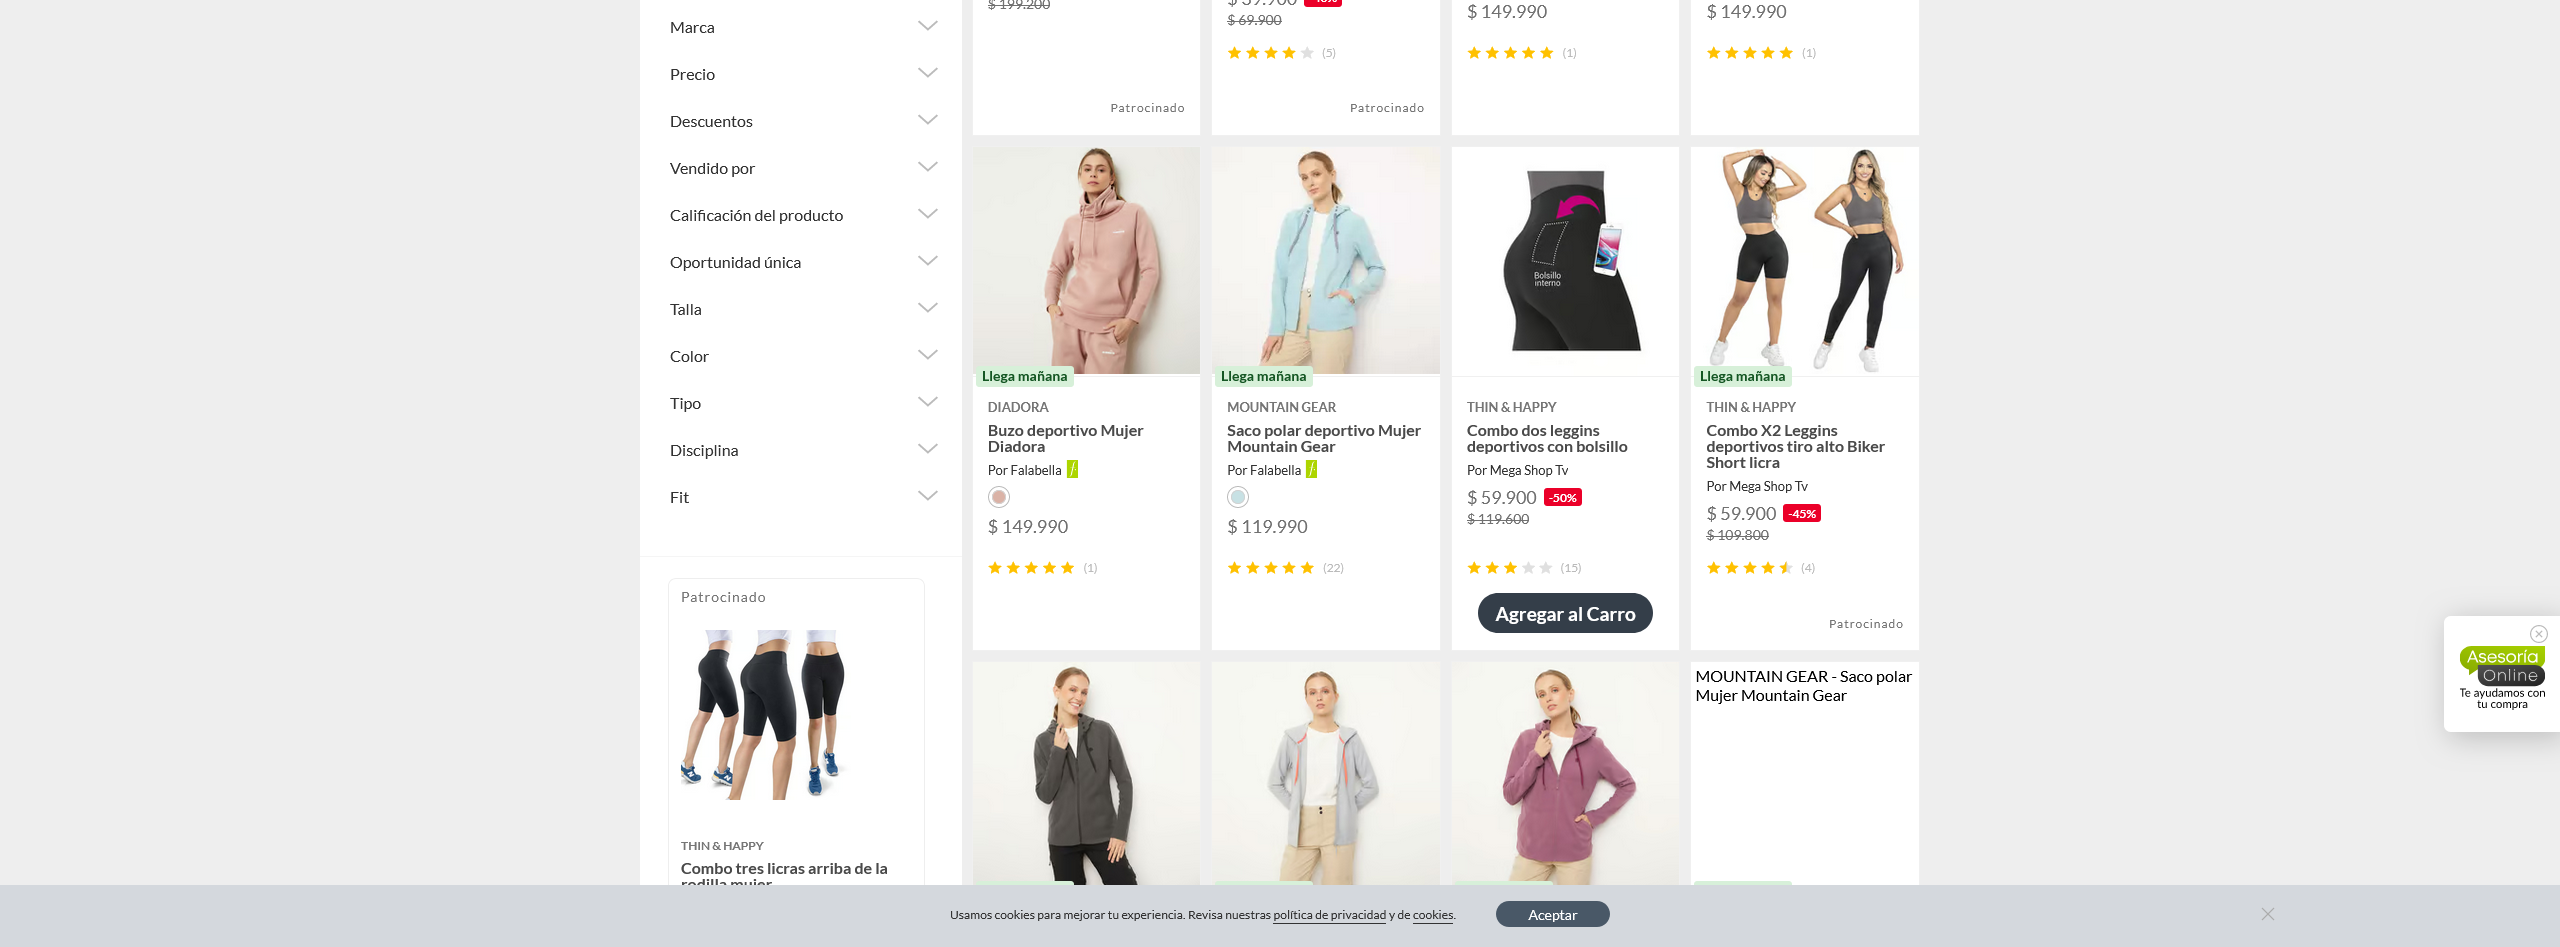 Marca
Precio
Descuentos
Vendido por
Calificación del producto
Oportunidad única
Talla
Color
Tipo
Disciplina
Fit
Patrocinado
THIN & HAPPY
Combo tres licras arriba de la
rodilla mujer
$ 199.200
Patrocinado
$ 39.900
$ 69.900
(5)
Patrocinado
$ 149.990
(1)
$ 149.990
(1)
Llega mañana
DIADORA
Buzo deportivo Mujer
Diadora
Por Falabella
$ 149.990
(1)
Llega mañana
MOUNTAIN GEAR
Saco polar deportivo Mujer
Mountain Gear
Por Falabella
$ 119.990
(22)
Bolsillo
interno
THIN & HAPPY
Combo dos leggins
deportivos con bolsillo
Por Mega Shop Tv
$ 59.900 -50%
$ 119.600
(15)
Agregar al Carro
Llega mañana
THIN & HAPPY
Combo X2 Leggins
deportivos tiro alto Biker
Short licra
Por Mega Shop Tv
$ 59.900 -45%
$ 109.800
(4)
Patrocinado
MOUNTAIN GEAR - Saco polar
Mujer Mountain Gear
Asesoría
Online
Te ayudamos con
tu compra
Usamos cookies para mejorar tu experiencia. Revisa nuestras política de privacidad y de cookies.
Aceptar